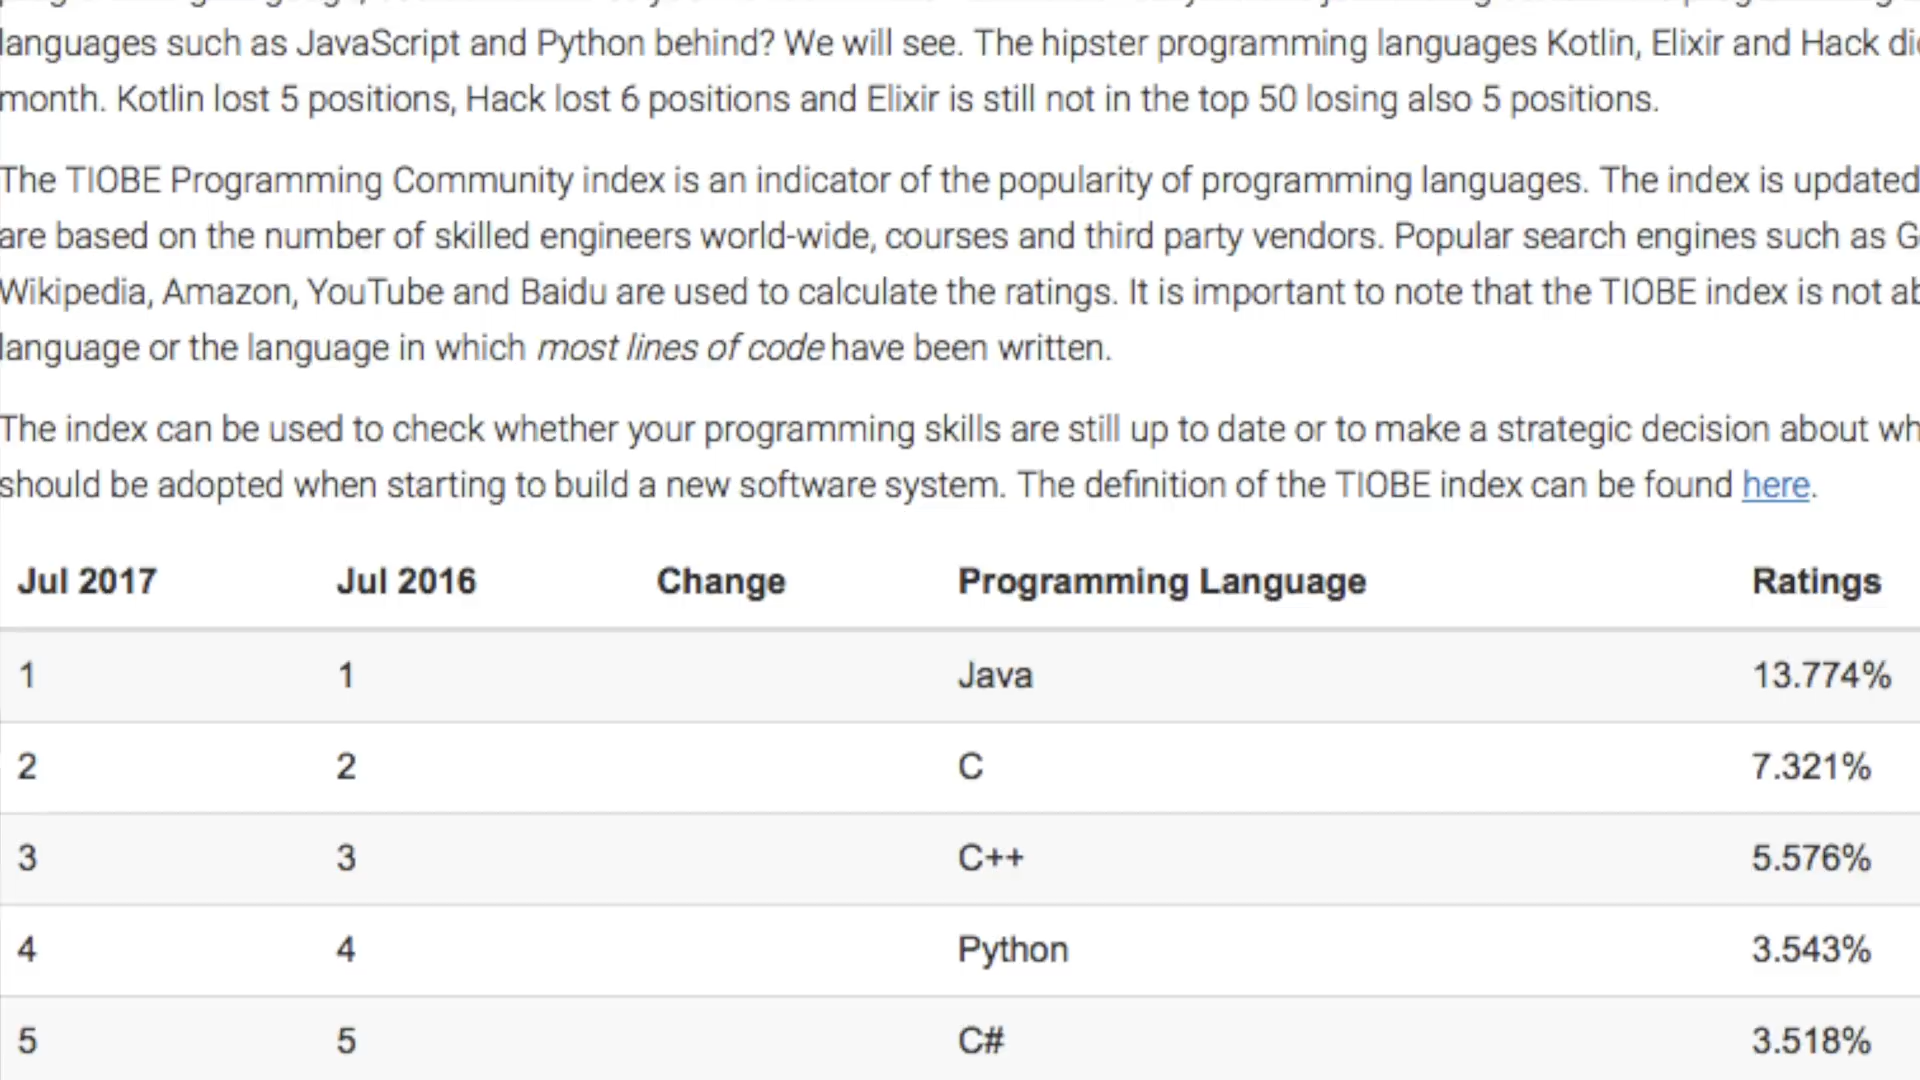 languages such as JavaScript and Python behind? We will see. The hipster programming languages Kotlin, Elixir and Hack
month. Kotlin lost 5 positions, Hack lost 6 positions and Elixir is still not in the top 50 losing also 5 positions.
The TIOBE Programming Community index is an indicator of the popularity of programming languages. The index is updated
are based on the number of skilled engineers world-wide, courses and third party vendors. Popular search engines such as
Wikipedia, Amazon, YouTube and Baidu are used to calculate the ratings. It is important to note that the TIOBE index is not
language or the language in which most lines of code have been written.
The index can be used to check whether your programming skills are still up to date or to make a strategic decision about
should be adopted when starting to build a new software system. The definition of the TIOBE index can be found here.
Jul 2017 Jul 2016 Change Programming Language Ratings
1 1 Java 13.774%
2 2 C 7.321%
3 3 C++ 5.576%
4 4 Python 3.543%
5 5 C# 3.518%